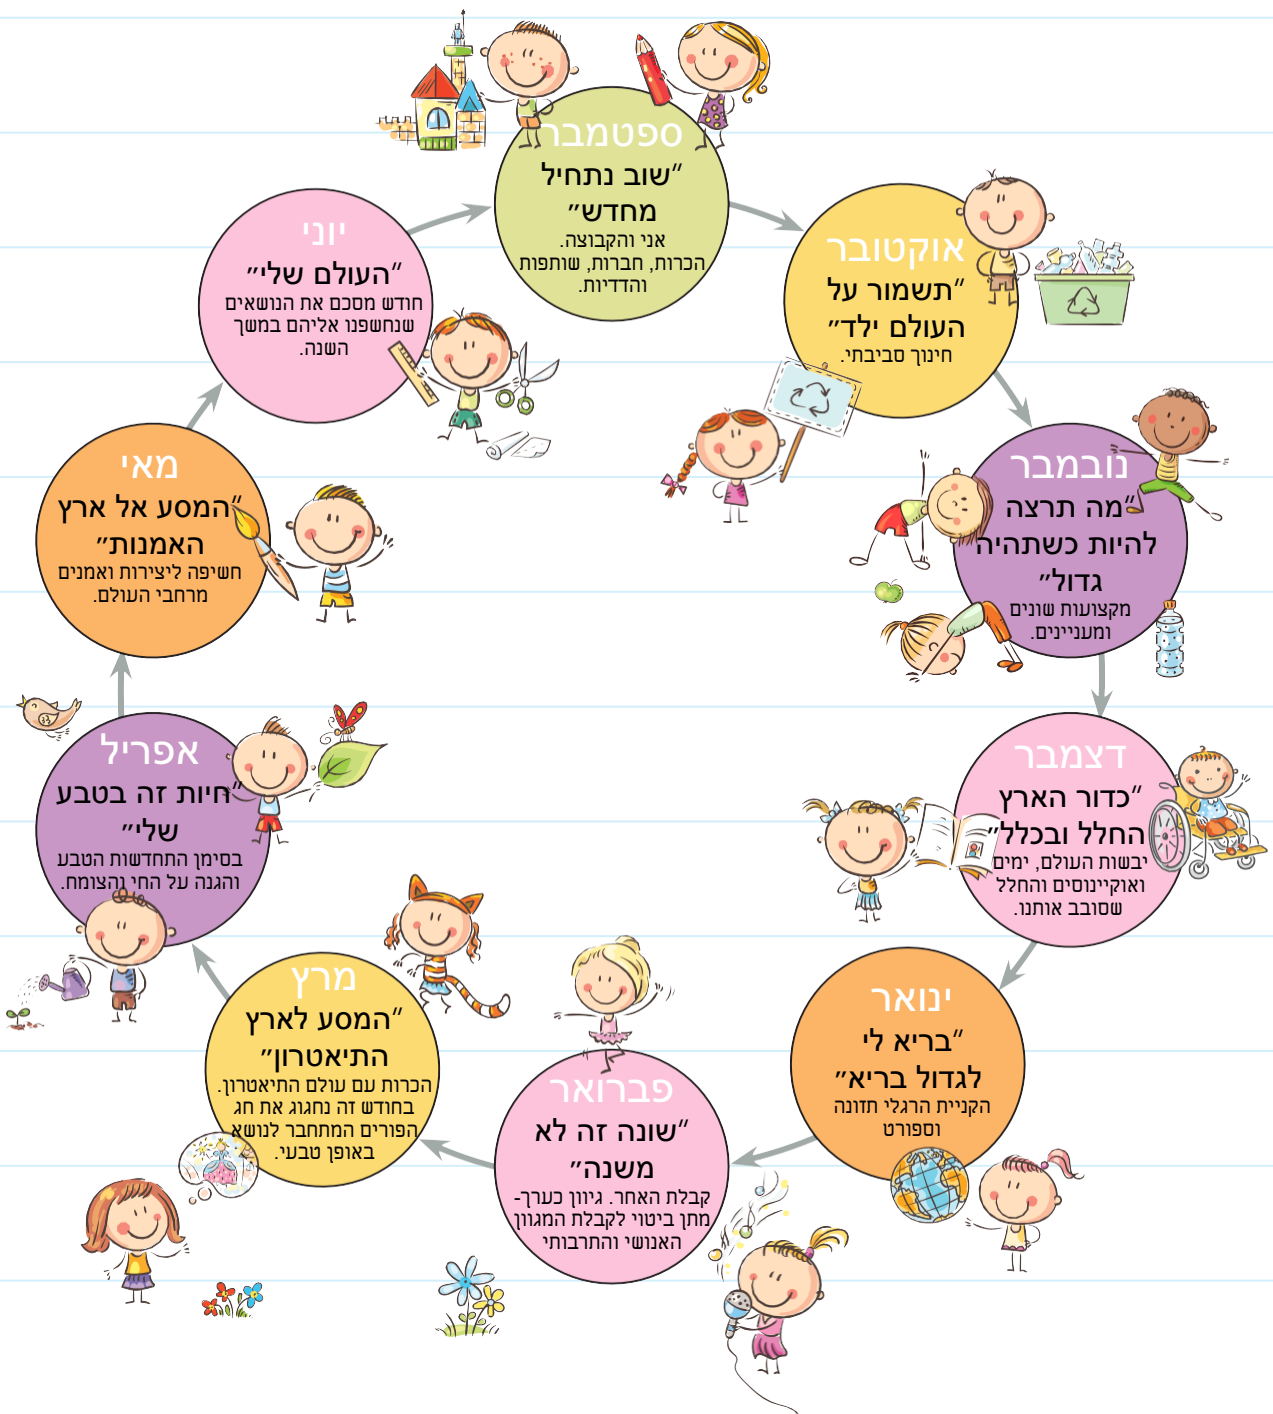 ספטמבר
"שוב נתחיל
מחדש"
אני והקבוצה.
הכרות, חברות, שותפות
והדדיות.
אוקטובר
"תשמור על
העולם ילד"
חינוך סביבתי.
נובמבר
"מה תרצה
להיות כשתהיה
גדול"
מקצועות שונים
ומעניינים.
דצמבר
"כדור הארץ
החלל ובכלל"
יבשות העולם, ימים
ואוקיינוסים והחלל
שסובב אותנו.
ינואר
"בריא לי
לגדול בריא"
הקניית הרגלי תזונה
וספורט
פברואר
"שונה זה לא
משנה"
קבלת האחר. גיוון כערך-
מתן ביטוי לקבלת המגוון
האנושי והתרבותי
מרץ
"המסע לארץ
התיאטרון"
הכרות עם עולם התיאטרון.
בחודש זה נחגוג את חג
הפורים המתחבר לנושא
באופן טבעי.
אפריל
"חיות זה בטבע
שלי"
בסימן התחדשות הטבע
והגנה על החי והצומח.
מאי
"המסע אל ארץ
האמנות"
חשיפה ליצירות ואמנים
מרחבי העולם.
יוני
"העולם שלי"
חודש מסכם את הנושאים
שנחשפנו אליהם במשך
השנה.